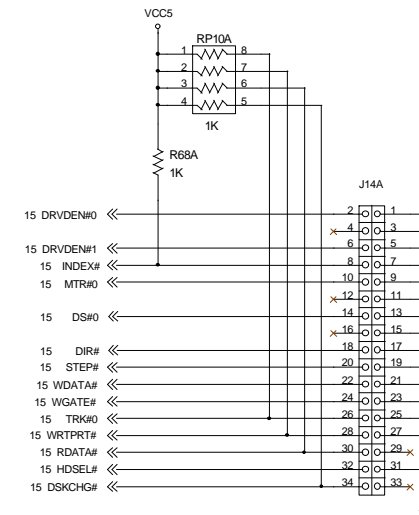 VCC5
RP10A
1 8
2 7
3 6
4 5
1K
R68A
1K
J14A
15 DRVDEN#0 2 1
4 3
15 DRVDEN#1 6 5
15 INDEX# 8 7
15 MTR#0 10 9
12 11
15 DS#0 14 13
16 15
15 DIR# 18 17
15 STEP# 20 19
15 WDATA# 22 21
15 WGATE# 24 23
15 TRK#0 26 25
15 WRTPRT# 28 27
15 RDATA# 30 29
15 HDSEL# 32 31
15 DSKCHG# 34 33